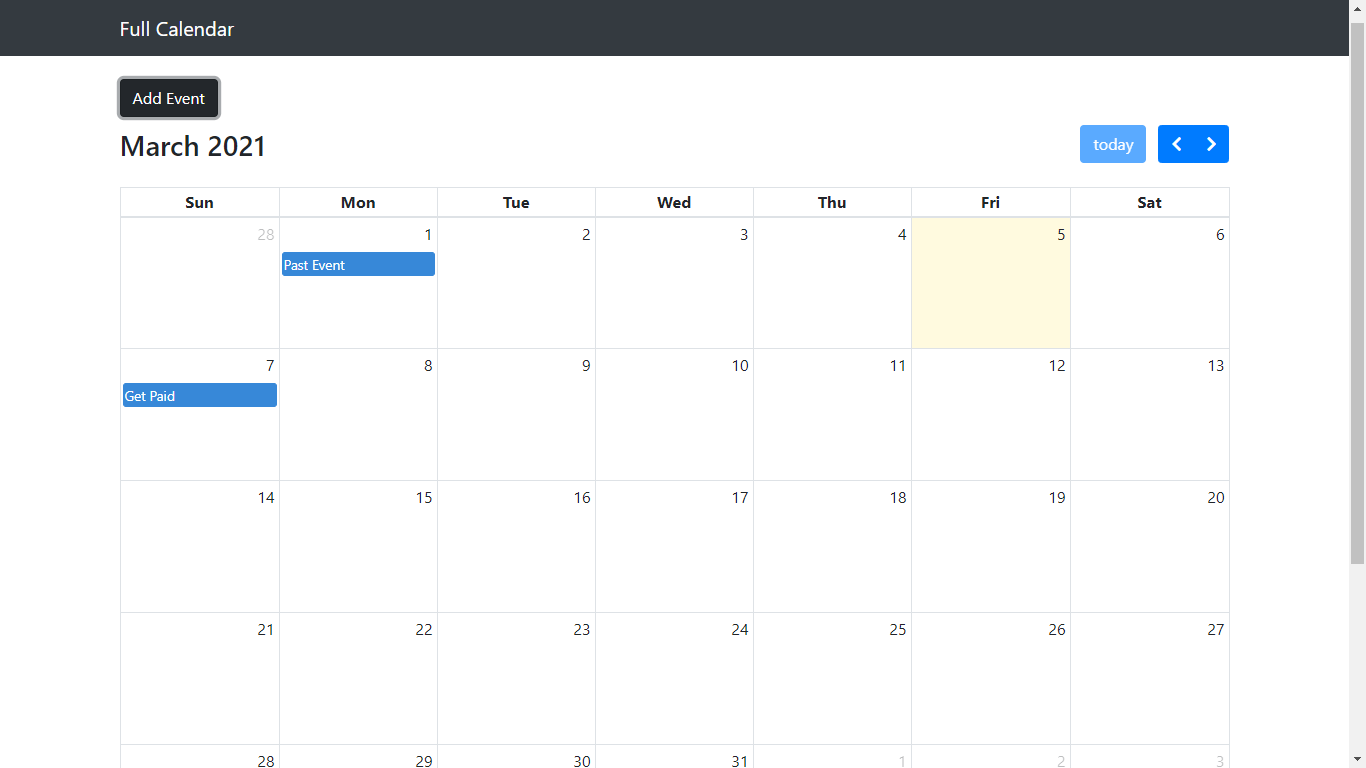 Full Calendar
Add Event
March 2021
today
Sun Mon Tue Wed Thu Fri Sat
28 1 2 3 4 5 6
Past Event
7 8 9 10 11 12 13
Get Paid
14 15 16 17 18 19 20
21 22 23 24 25 26 27
28 29 30 31 1 2 3